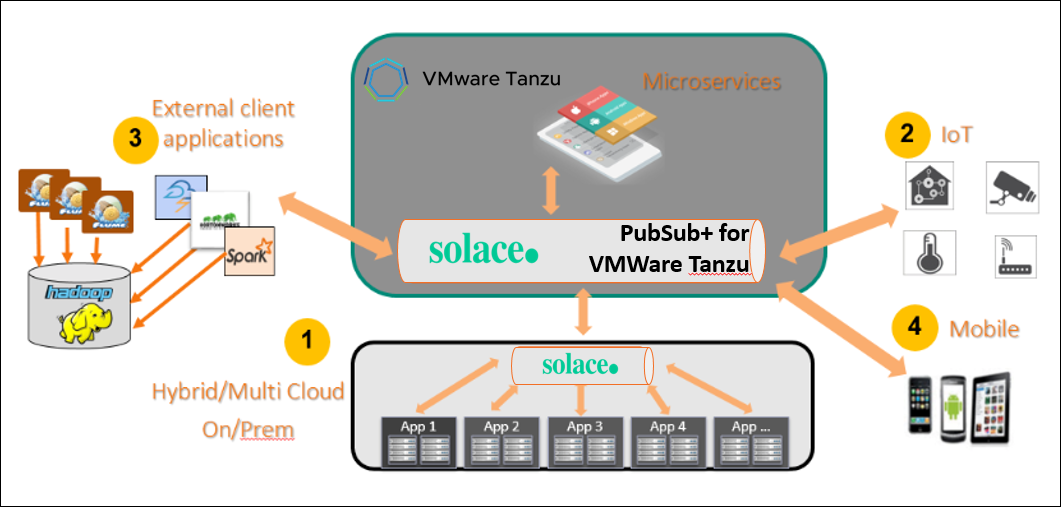 VMware Tanzu
Microservices
External client
applications
3
2
IoT
FLUME
FLUME
FLUME
HORTONWORKS
Spark
solace.
PubSub+ for
VMWare Tanzu
hadoop
1
4
Mobile
solace.
Hybrid/Multi Cloud
On/Prem
App 1
App 2
App 3
App 4
App ...